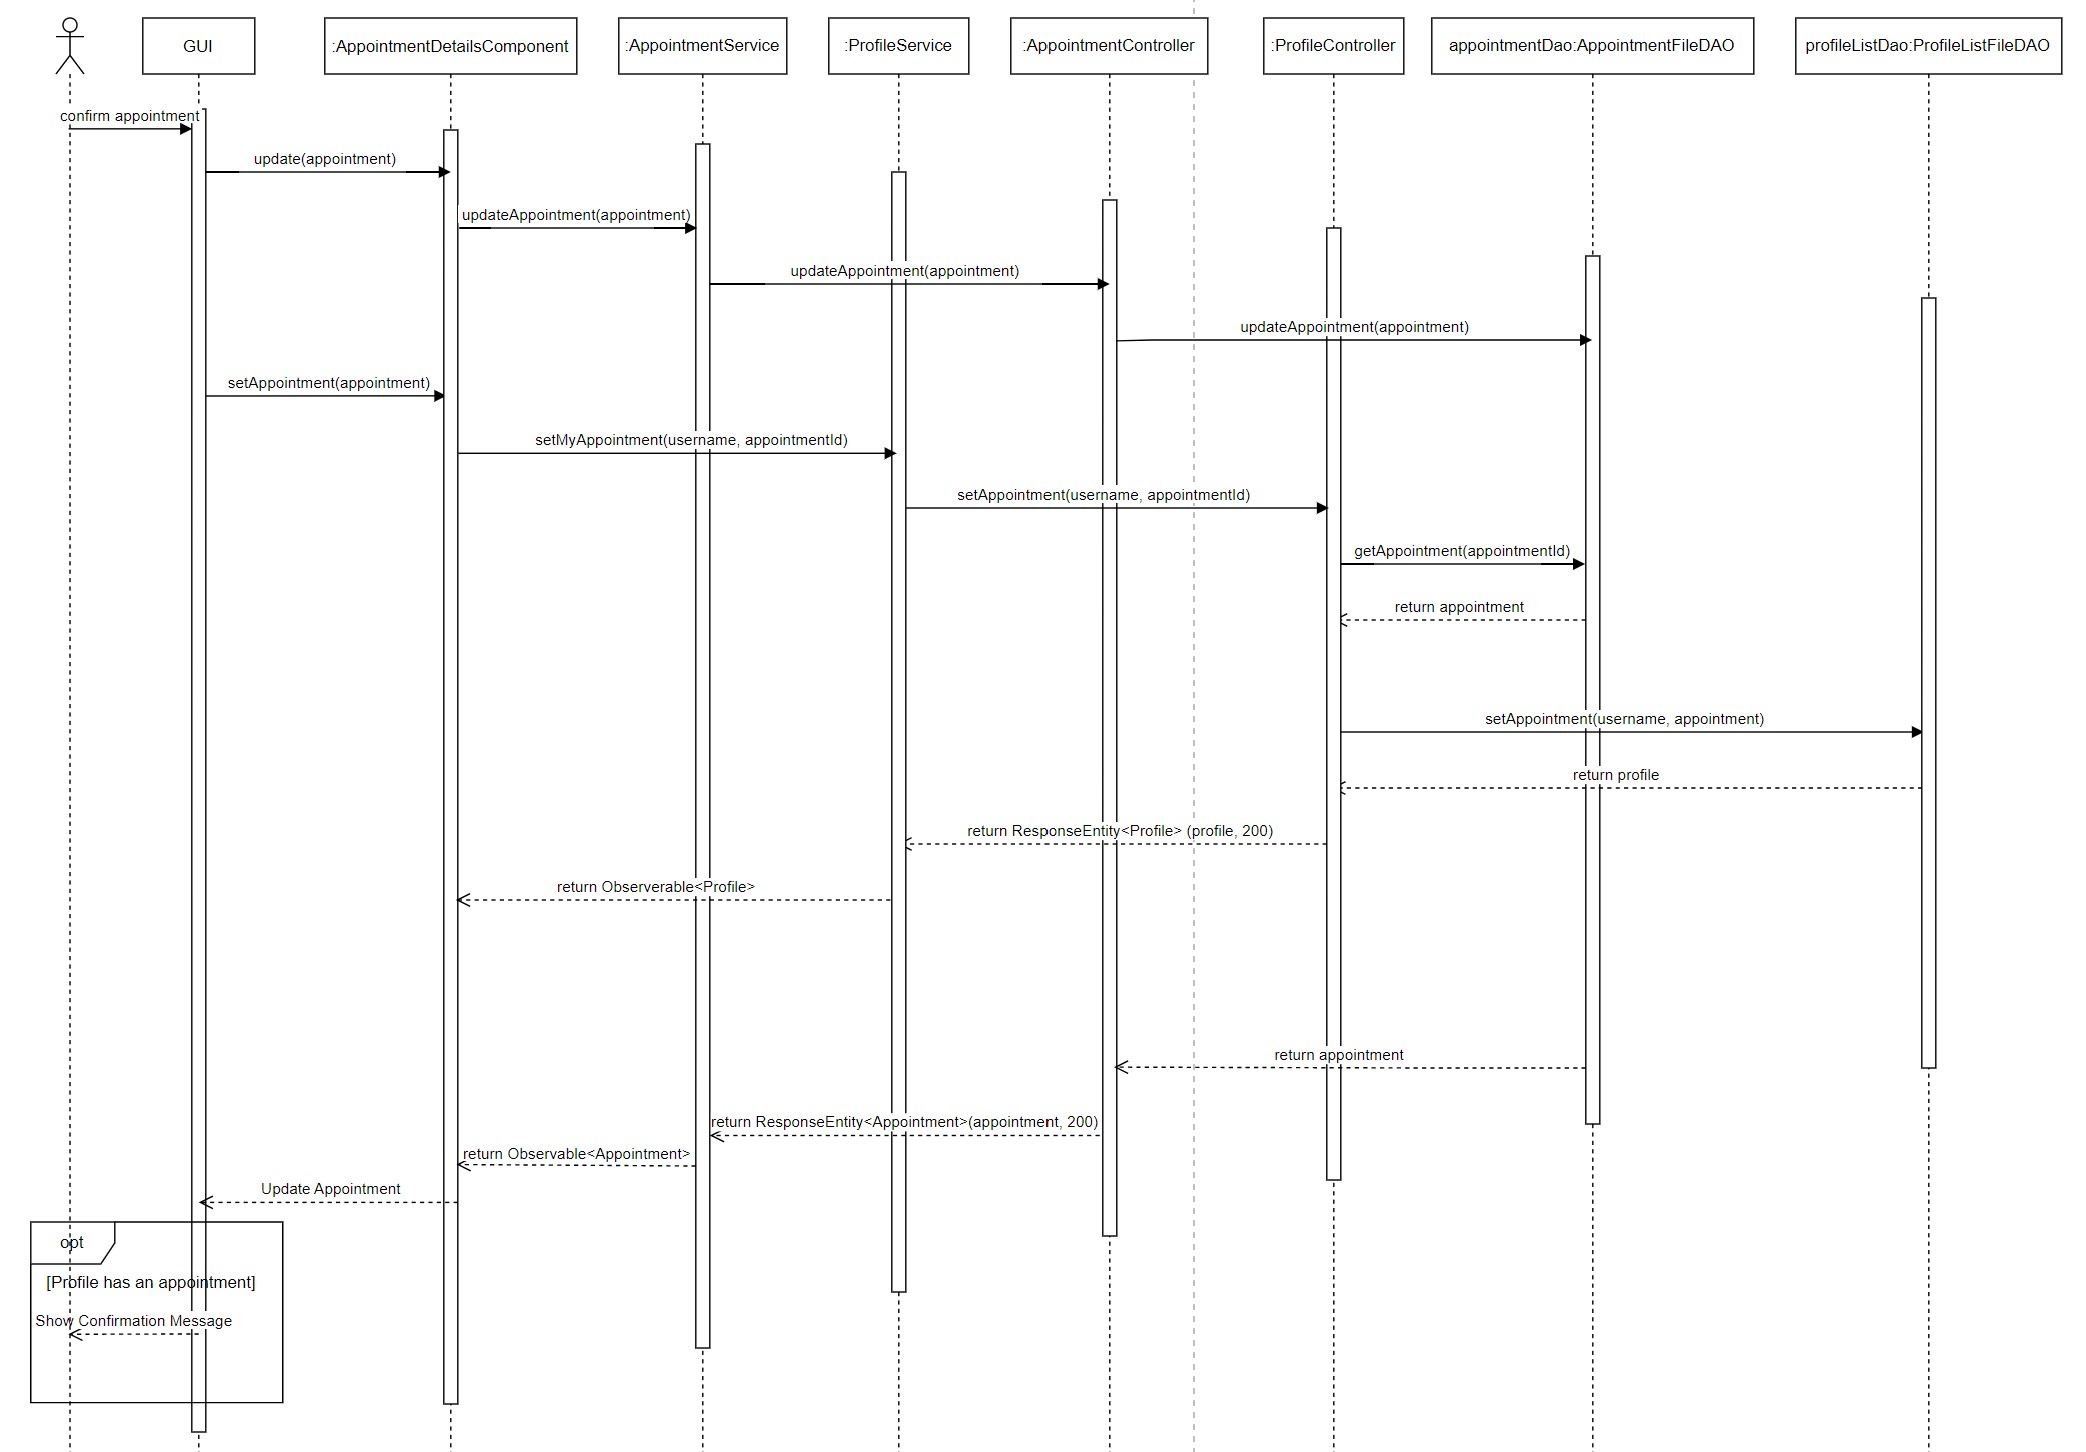 GUI
:AppointmentDetailsComponent
:AppointmentService
:ProfileService
:AppointmentController
:ProfileController
appointmentDao:AppointmentFileDAO
profileListDao:ProfileListFileDAO
confirm appointment
update(appointment)
updateAppointment(appointment)
updateAppointment(appointment)
updateAppointment(appointment)
setAppointment(appointment)
setMyAppointment(username, appointmentId)
setAppointment(username, appointmentId)
getAppointment(appointmentId)
return appointment
setAppointment(username, appointment)
return profile
return ResponseEntity<Profile> (profile, 200)
return Observerable<Profile>
return appointment
return ResponseEntity<Appointment>(appointment, 200)
return Observable<Appointment>
Update Appointment
opt
[Profile has an appointment]
Show Confirmation Message